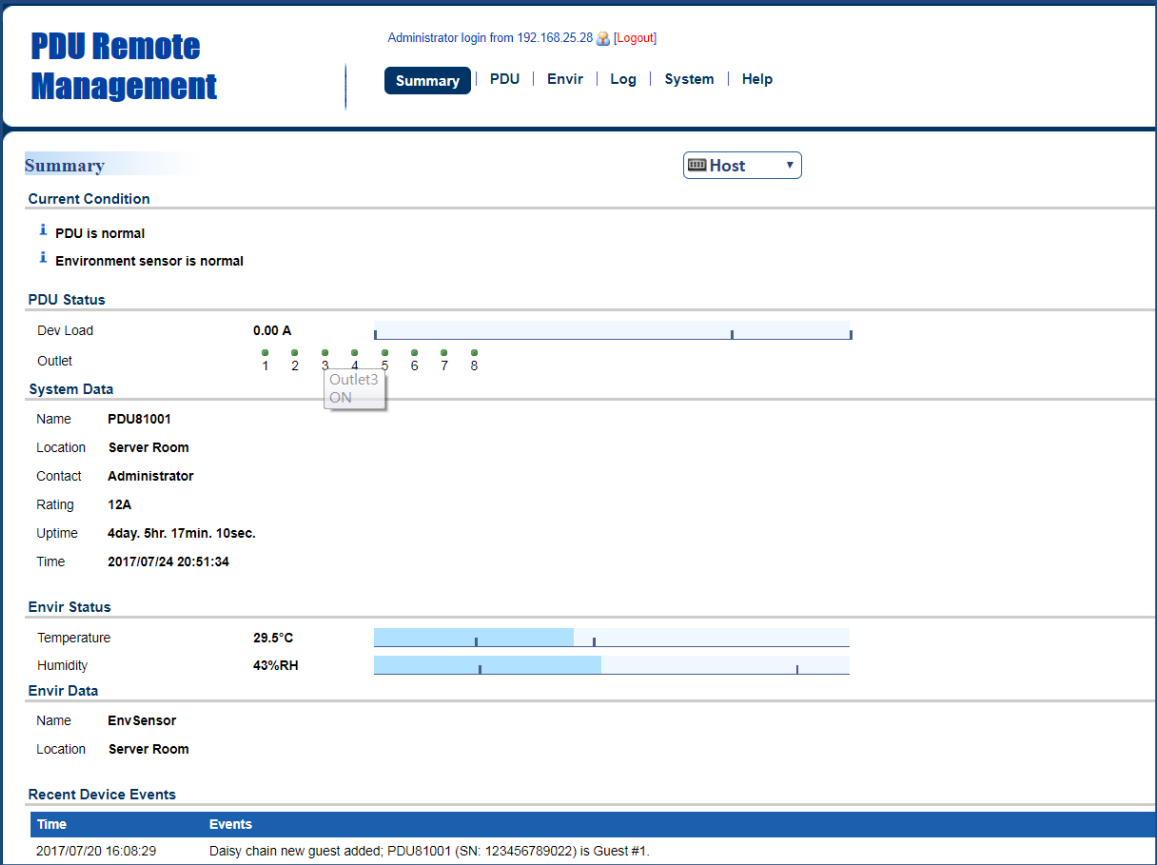 PDU Remote
Management
Administrator login from 192.168.25.28 [Logout]
Summary | PDU | Envir | Log | System | Help
Summary
Host
Current Condition
PDU is normal
Environment sensor is normal
PDU Status
Dev Load 0.00 A
Outlet 1 2 3 4 5 6 7 8
Outlet3
ON
System Data
Name PDU81001
Location Server Room
Contact Administrator
Rating 12A
Uptime 4day. 5hr. 17min. 10sec.
Time 2017/07/24 20:51:34
Envir Status
Temperature 29.5°C
Humidity 43%RH
Envir Data
Name EnvSensor
Location Server Room
Recent Device Events
Time Events
2017/07/20 16:08:29 Daisy chain new guest added; PDU81001 (SN: 123456789022) is Guest #1.